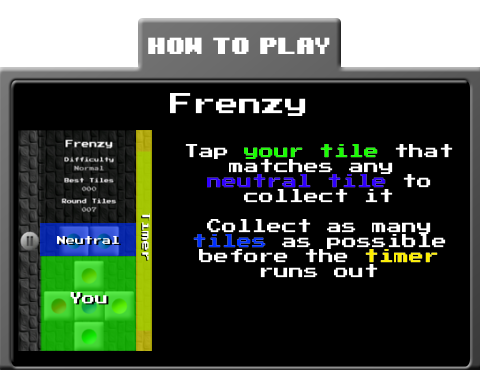 HOW TO PLAY
Frenzy
Frenzy
Difficulty
Normal
Best Tiles
000
Round Tiles
007
Neutral
You
Timer
Tap your tile that
matches any
neutral tile to
collect it
Collect as many
tiles as possible
before the timer
runs out